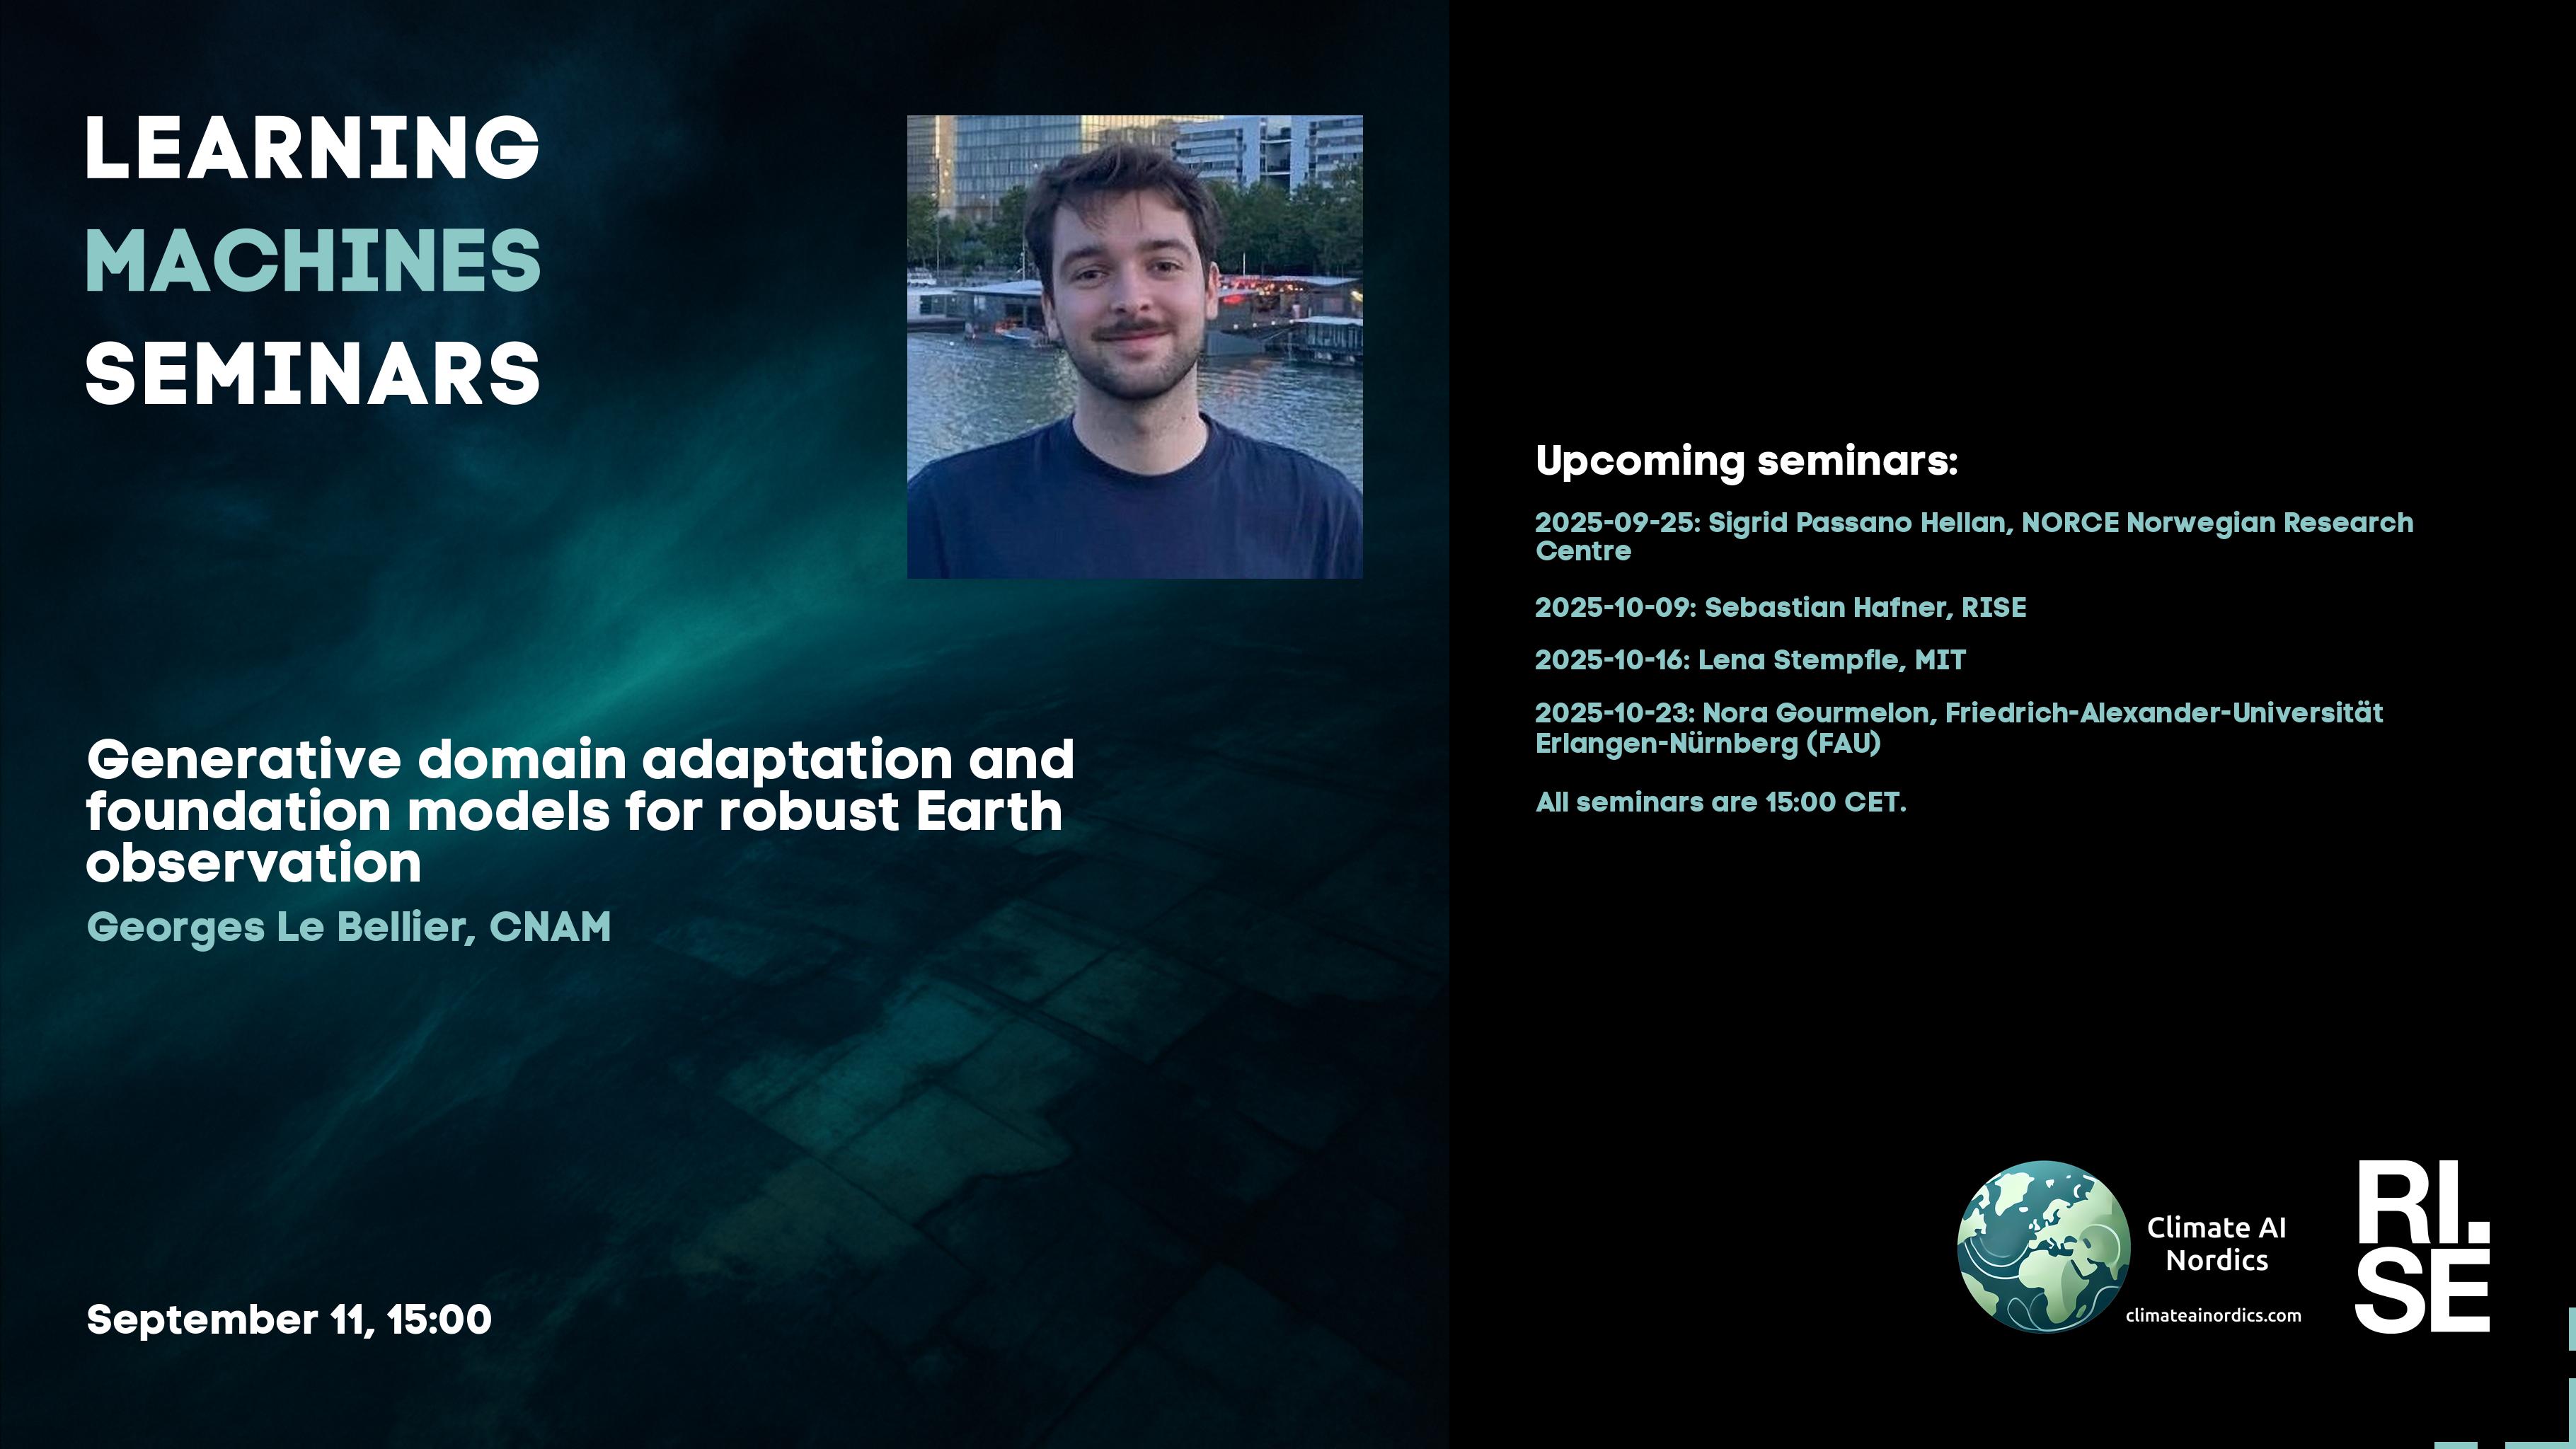 LEARNING
MACHINES
SEMINARS
Generative domain adaptation and
foundation models for robust Earth
observation
Georges Le Bellier, CNAM
September 11, 15:00
Upcoming seminars:
2025-09-25: Sigrid Passano Hellan, NORCE Norwegian Research
Centre
2025-10-09: Sebastian Hafner, RISE
2025-10-16: Lena Stempfle, MIT
2025-10-23: Nora Gourmelon, Friedrich-Alexander-Universität
Erlangen-Nürnberg (FAU)
All seminars are 15:00 CET.
Climate AI
Nordics
climateainordics.com
RI.
SE